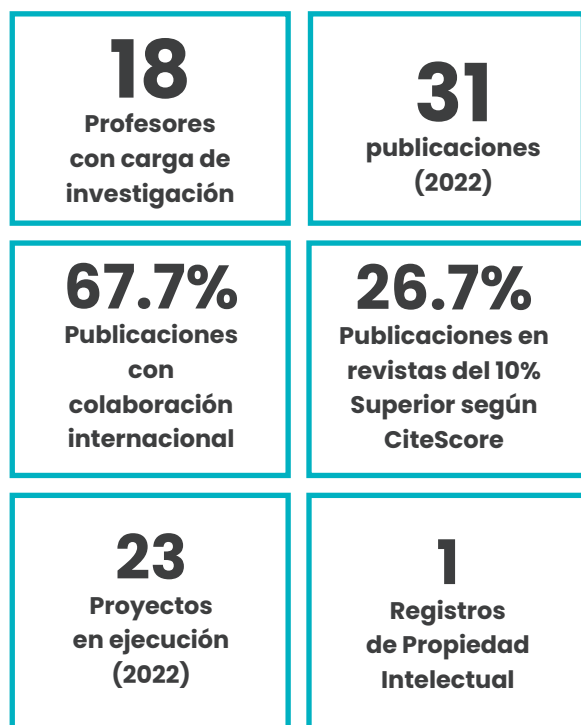 18
Profesores
con carga de
investigación
31
publicaciones
(2022)
67.7%
Publicaciones
con
colaboración
internacional
26.7%
Publicaciones en
revistas del 10%
Superior según
CiteScore
23
Proyectos
en ejecución
(2022)
1
Registros
de Propiedad
Intelectual